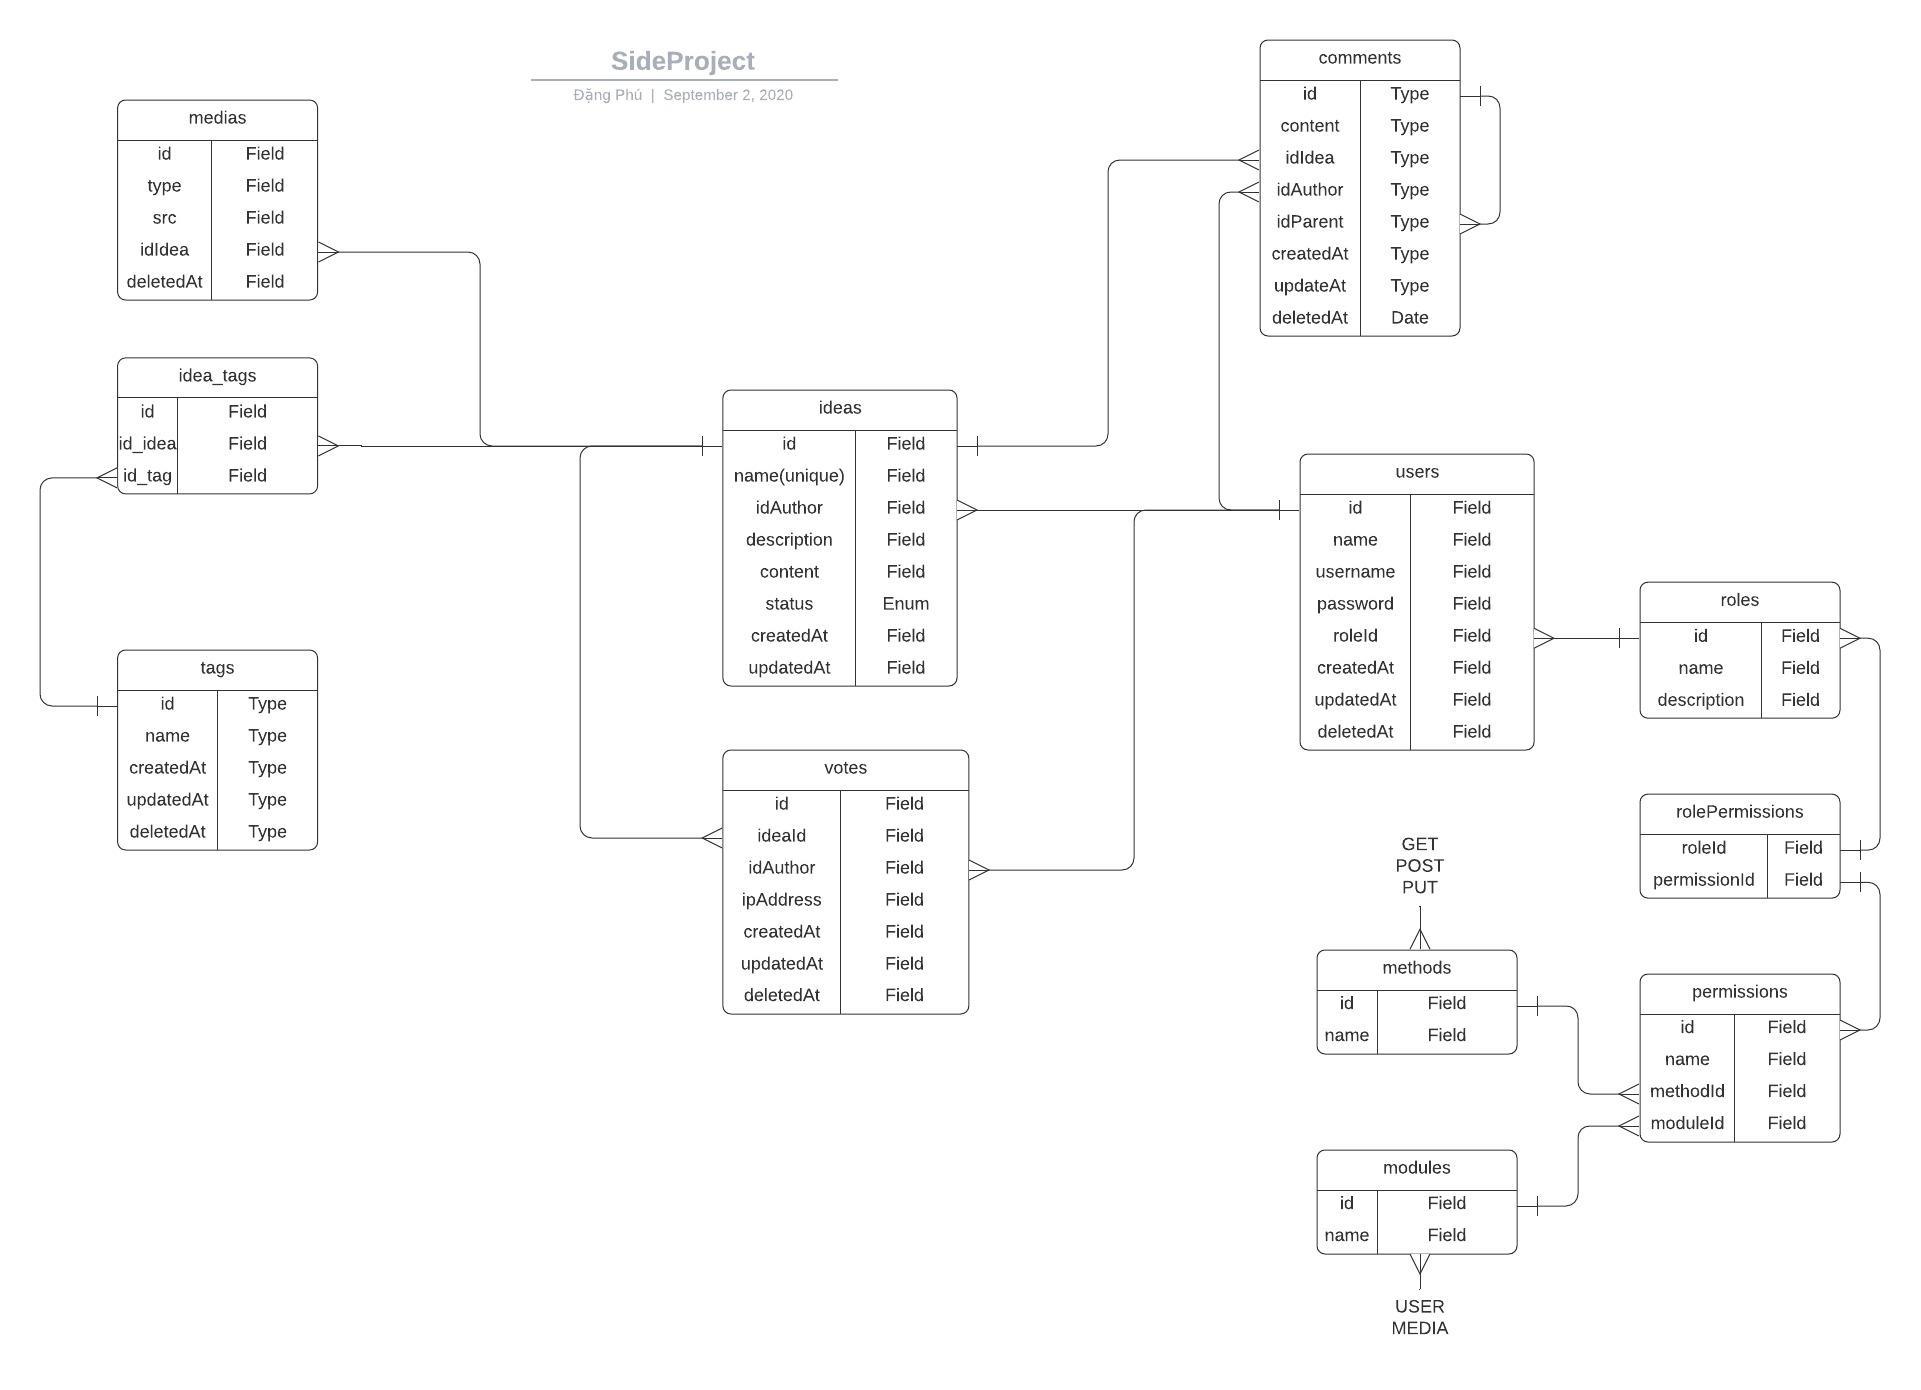 SideProject
Đặng Phú | September 2, 2020
medias
id Field
type Field
src Field
idIdea Field
deletedAt Field
idea_tags
id Field
id_idea Field
id_tag Field
tags
id Type
name Type
createdAt Type
updatedAt Type
deletedAt Type
ideas
id Field
name(unique) Field
idAuthor Field
description Field
content Field
status Enum
createdAt Field
updatedAt Field
votes
id Field
ideaId Field
idAuthor Field
ipAddress Field
createdAt Field
updatedAt Field
deletedAt Field
comments
id Type
content Type
idIdea Type
idAuthor Type
idParent Type
createdAt Type
updateAt Type
deletedAt Date
users
id Field
name Field
username Field
password Field
roleId Field
createdAt Field
updatedAt Field
deletedAt Field
roles
id Field
name Field
description Field
rolePermissions
roleId Field
permissionId Field
GET
POST
PUT
methods
id Field
name Field
permissions
id Field
name Field
methodId Field
moduleId Field
modules
id Field
name Field
USER
MEDIA